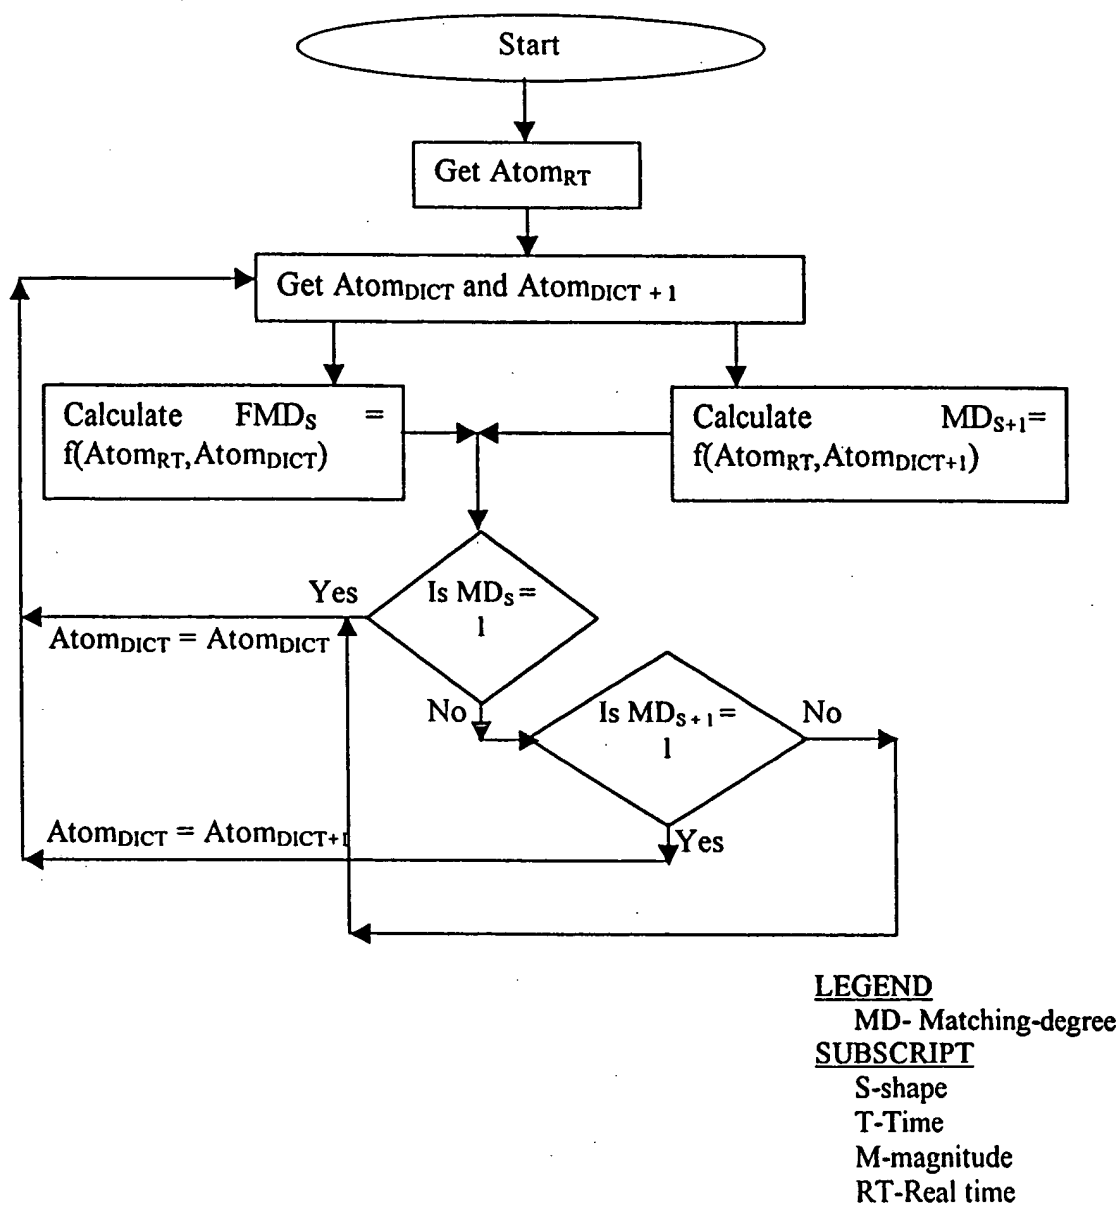 Start
Get AtomRT
Get AtomDICT and AtomDICT + 1
Calculate FMDS =
f(AtomRT,AtomDICT)
Calculate MDS+1=
f(AtomRT,AtomDICT+1)
Yes
Is MDS =
1
AtomDICT = AtomDICT
No
Is MDS + 1 =
1
No
AtomDICT = AtomDICT+1
Yes
LEGEND
MD- Matching-degree
SUBSCRIPT
S-shape
T-Time
M-magnitude
RT-Real time